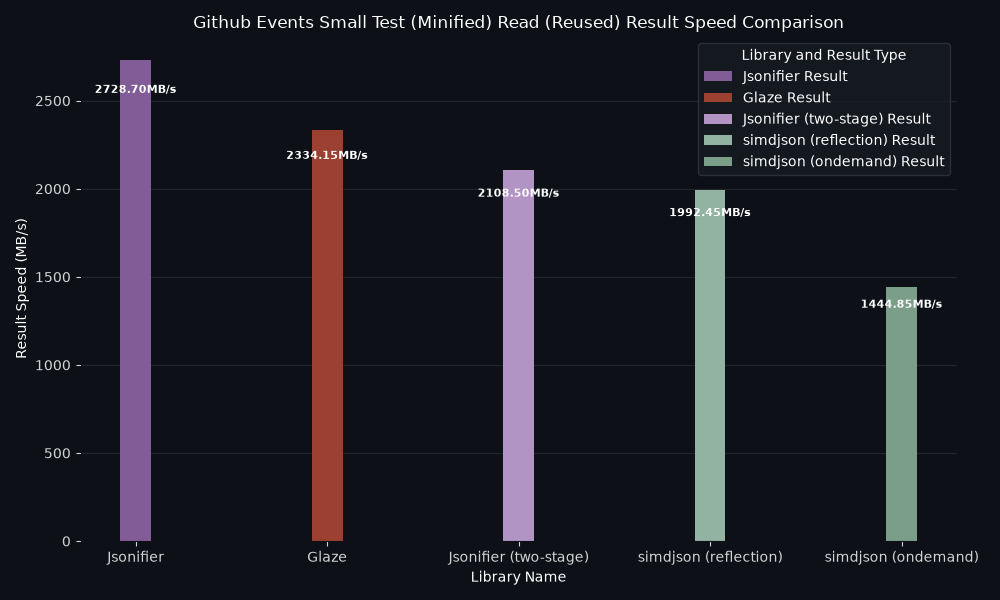 Github Events Small Test (Minified) Read (Reused) Result Speed Comparison
Library and Result Type
Jsonifier Result
Glaze Result
Jsonifier (two-stage) Result
simdjson (reflection) Result
simdjson (ondemand) Result
2728.70MB/s
2334.15MB/s
2108.50MB/s
1992.45MB/s
1444.85MB/s
Result Speed (MB/s)
2500
2000
1500
1000
500
0
Jsonifier
Glaze
Jsonifier (two-stage)
simdjson (reflection)
simdjson (ondemand)
Library Name